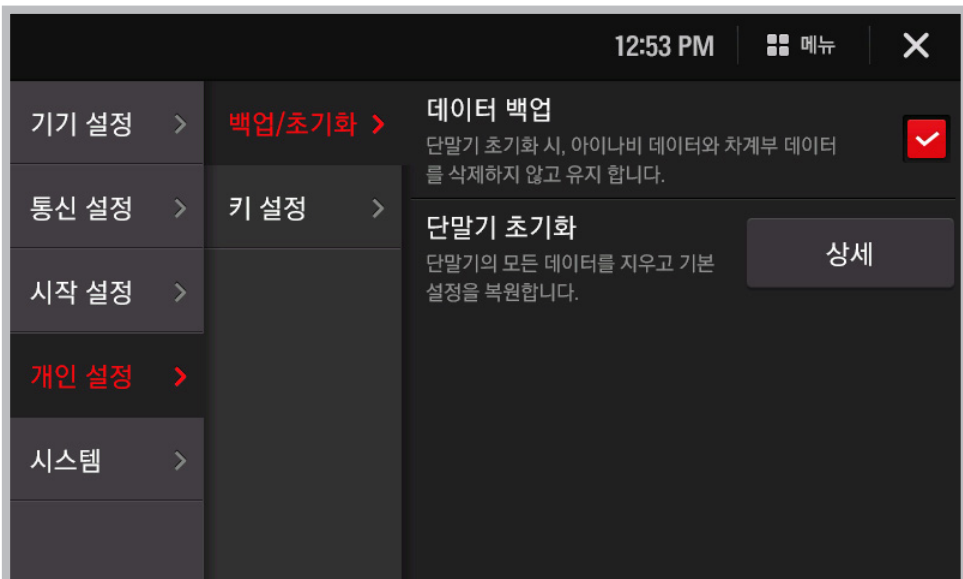 12:53 PM 메뉴
기기 설정
통신 설정
시작 설정
개인 설정
시스템
백업/초기화
키 설정
데이터 백업
단말기 초기화 시, 아이나비 데이터와 차계부 데이터
를 삭제하지 않고 유지 합니다.
단말기 초기화
단말기의 모든 데이터를 지우고 기본
설정을 복원합니다.
상세